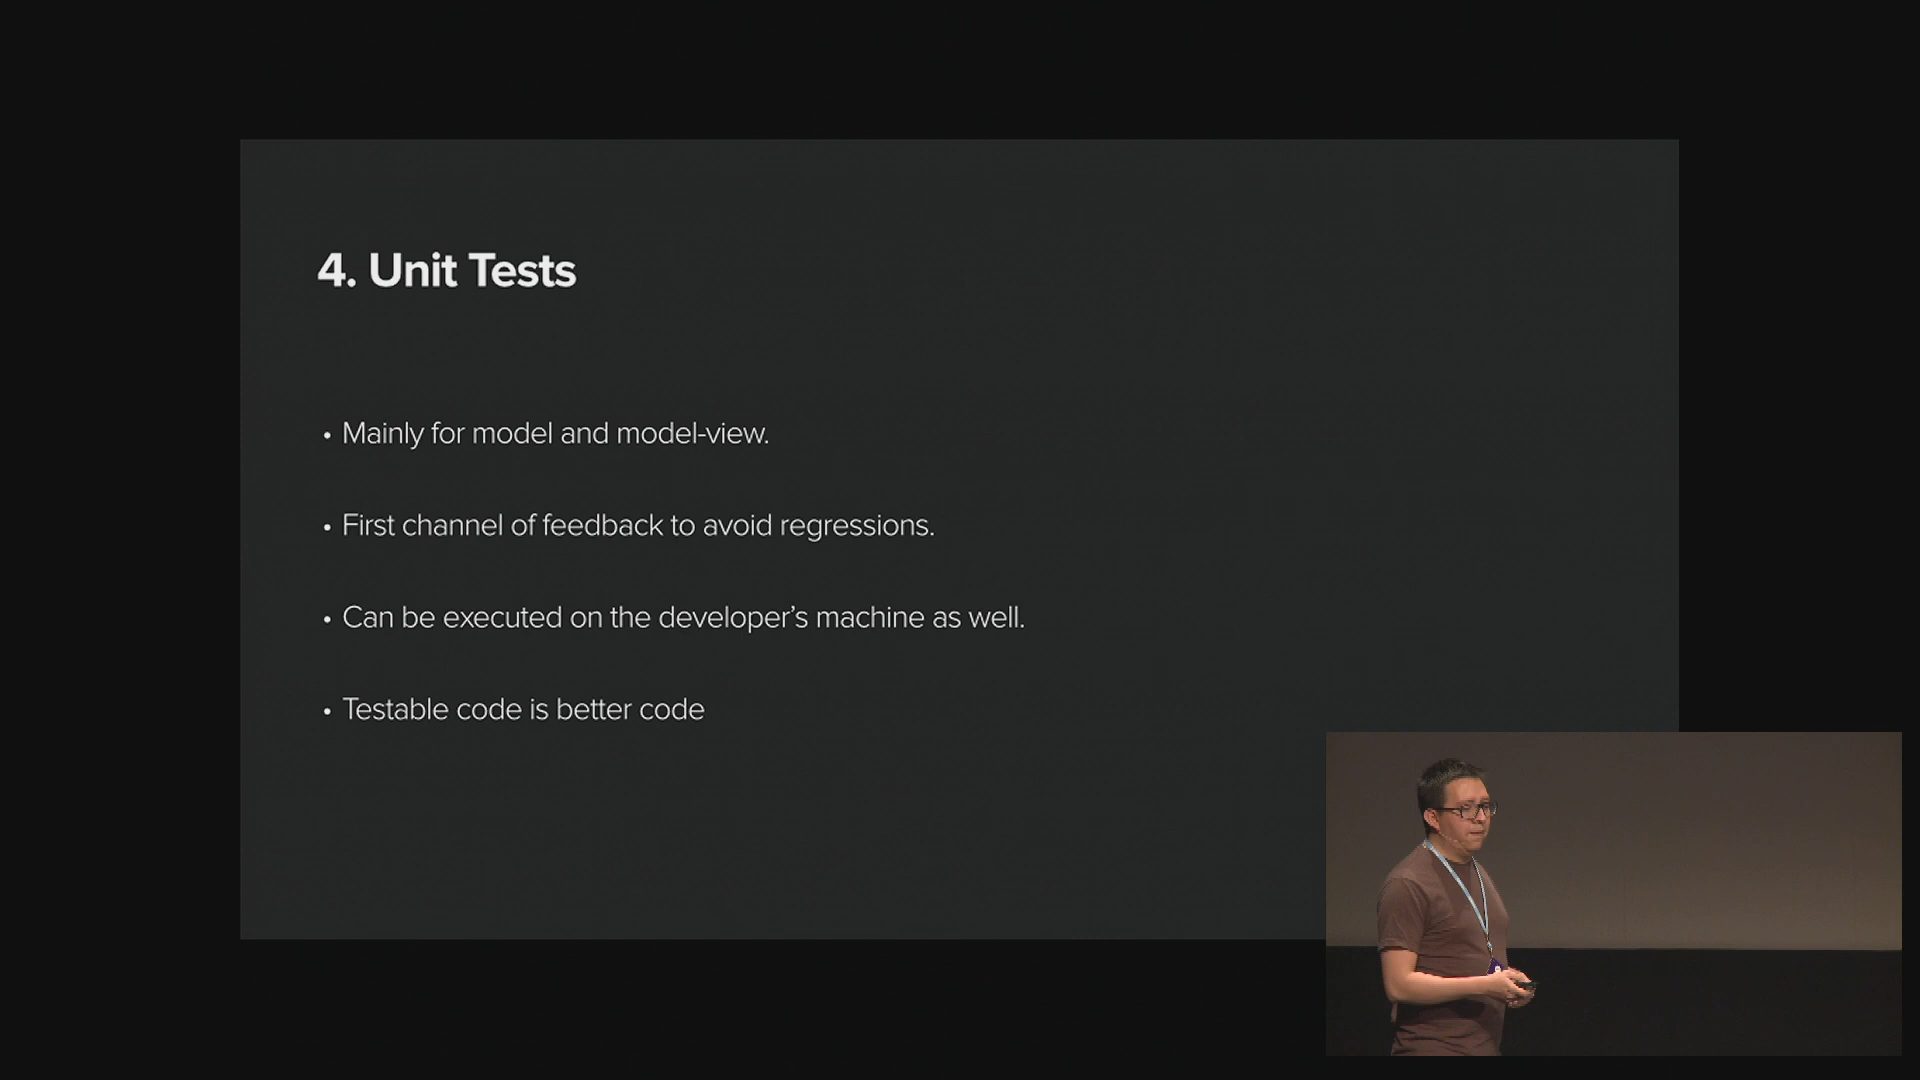 4. Unit Tests
• Mainly for model and model-view.
• First channel of feedback to avoid regressions.
• Can be executed on the developer’s machine as well.
• Testable code is better code